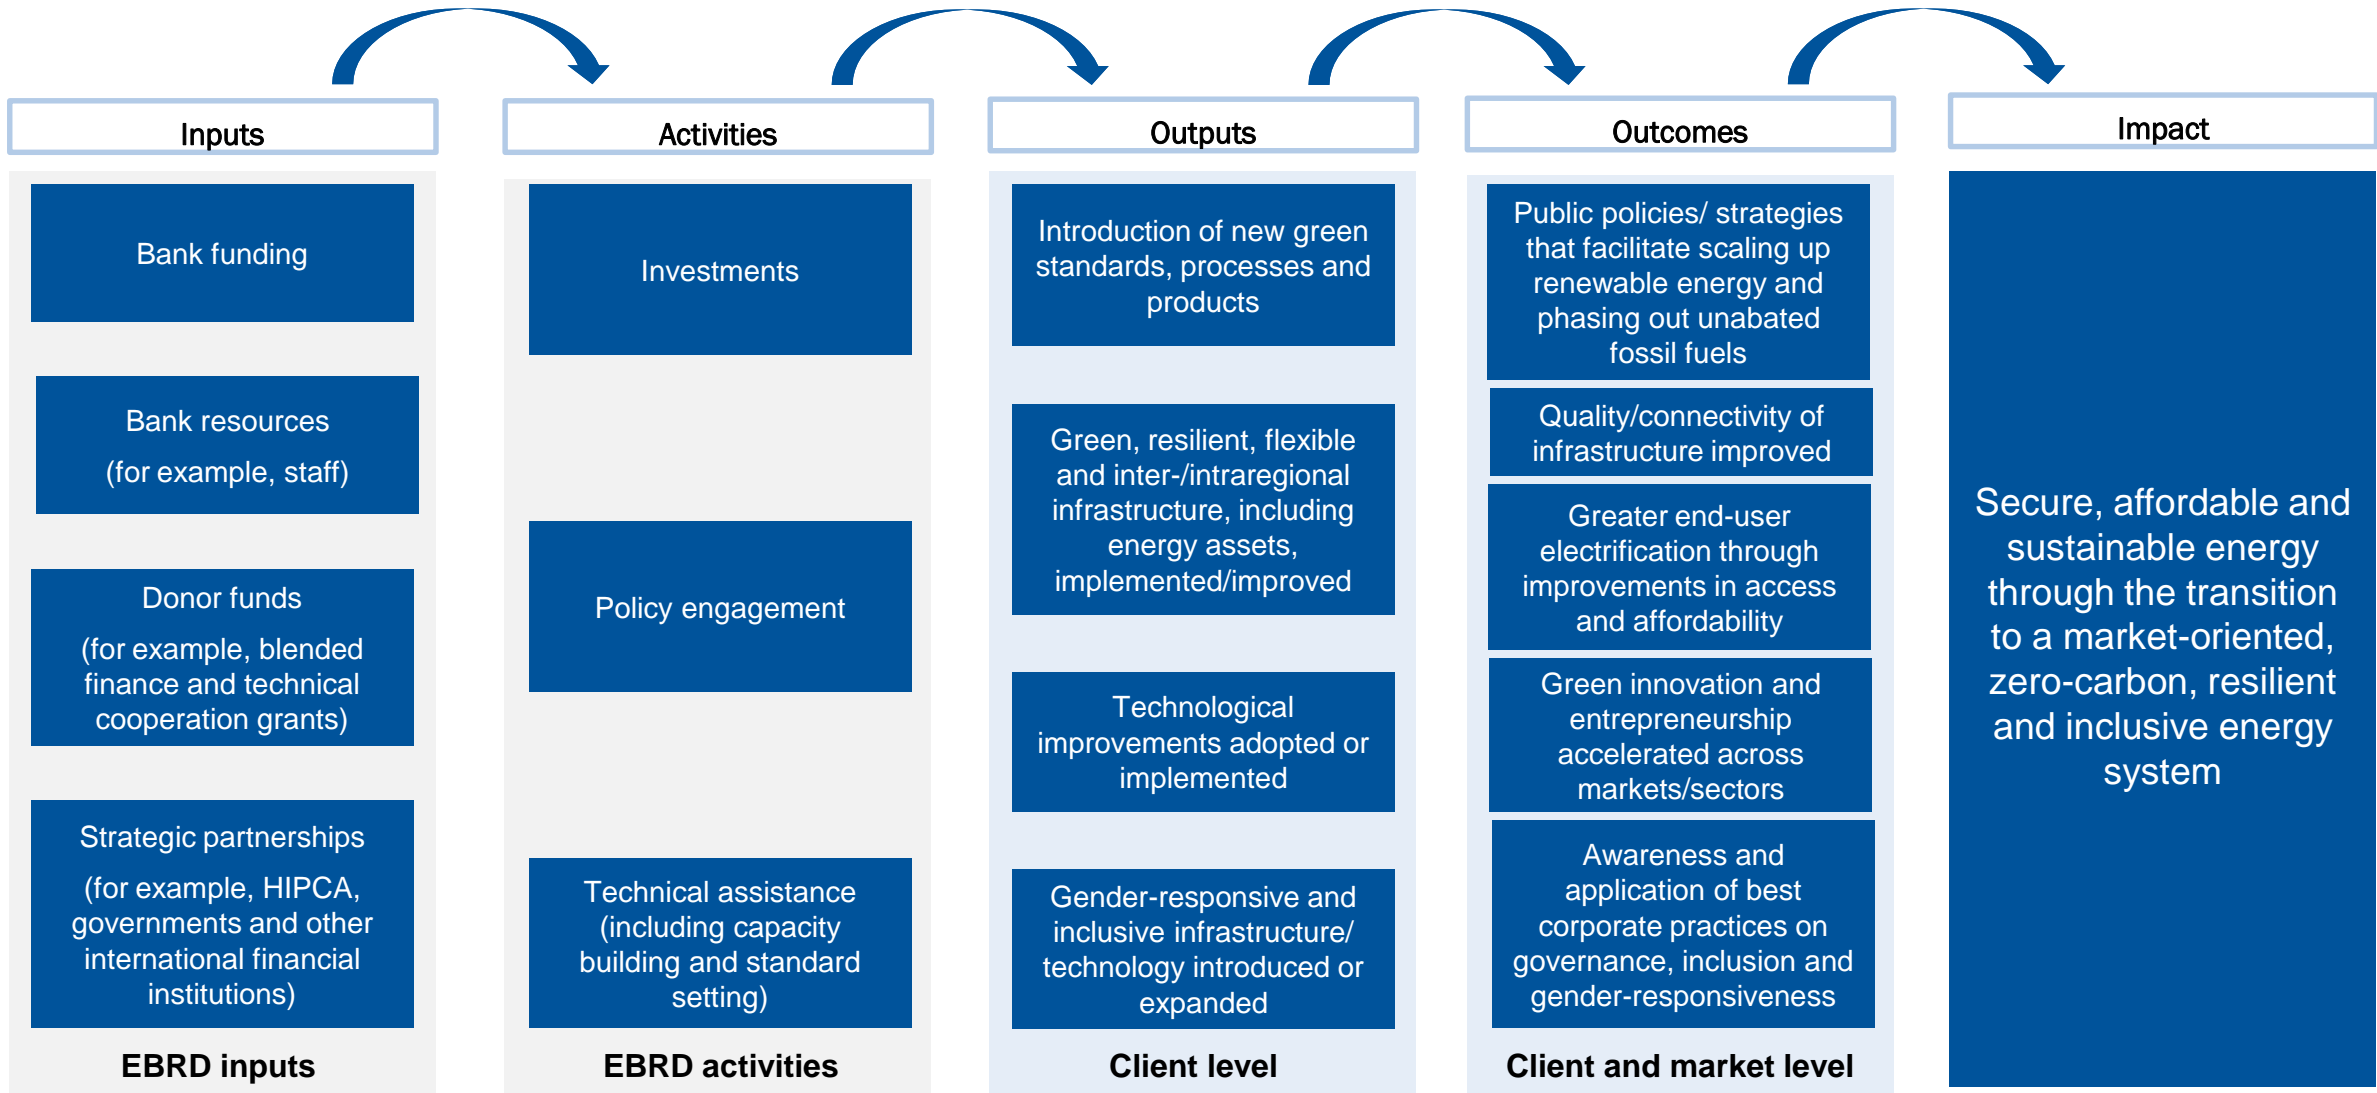 Inputs
Bank funding
Bank resources
(for example, staff)
Donor funds
(for example, blended
finance and technical
cooperation grants)
Strategic partnerships
(for example, HIPCA,
governments and other
international financial
institutions)
EBRD inputs
Activities
Investments
Policy engagement
Technical assistance
(including capacity
building and standard
setting)
EBRD activities
Outputs
Introduction of new green
standards, processes and
products
Green, resilient, flexible
and inter-/intraregional
infrastructure, including
energy assets,
implemented/improved
Technological
improvements adopted or
implemented
Gender-responsive and
inclusive infrastructure/
technology introduced or
expanded
Client level
Outcomes
Public policies/ strategies
that facilitate scaling up
renewable energy and
phasing out unabated
fossil fuels
Quality/connectivity of
infrastructure improved
Greater end-user
electrification through
improvements in access
and affordability
Green innovation and
entrepreneurship
accelerated across
markets/sectors
Awareness and
application of best
corporate practices on
governance, inclusion and
gender-responsiveness
Client and market level
Impact
Secure, affordable and
sustainable energy
through the transition
to a market-oriented,
zero-carbon, resilient
and inclusive energy
system